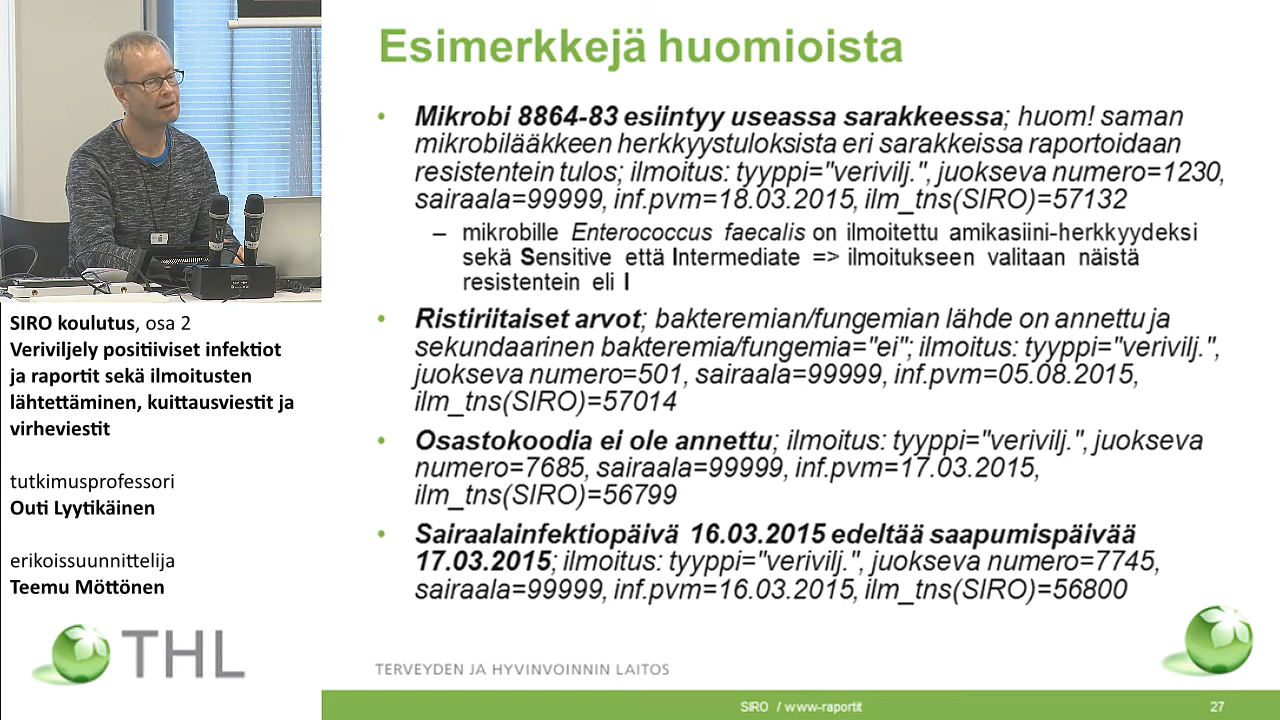 Esimerkkejä huomioista
• Mikrobi 8864-83 esiintyy useassa sarakkeessa; huom! saman
mikrobilääkkeen herkkyystuloksista eri sarakkeissa raportoidaan
resistentein tulos; ilmoitus: tyyppi="verivilj.", juokseva numero=1230,
sairaala=99999, inf.pvm=18.03.2015, ilm_tns(SIRO)=57132
– mikrobille Enterococcus faecalis on ilmoitettu amikasiini-herkkyydeksi
sekä Sensitive että Intermediate => ilmoitukseen valitaan näistä
resistentein eli I
• Ristiriitaiset arvot; bakteremian/fungemian lähde on annettu ja
sekundaarinen bakteremia/fungemia="ei"; ilmoitus: tyyppi="verivilj.",
juokseva numero=501, sairaala=99999, inf.pvm=05.08.2015,
ilm_tns(SIRO)=57014
• Osastokoodia ei ole annettu; ilmoitus: tyyppi="verivilj.", juokseva
numero=7685, sairaala=99999, inf.pvm=17.03.2015,
ilm_tns(SIRO)=56799
• Sairaalainfektiopäivä 16.03.2015 edeltää saapumispäivää
17.03.2015; ilmoitus: tyyppi="verivilj.", juokseva numero=7745,
sairaala=99999, inf.pvm=16.03.2015, ilm_tns(SIRO)=56800
TERVEYDEN JA HYVINVOINNIN LAITOS
SIRO / www-raportit
27
SIRO koulutus, osa 2
Veriviljely positiiviset infektiot
ja raportit sekä ilmoitusten
lähtettäminen, kuittausviestit ja
virheviestit
tutkimusprofessori
Outi Lyytikäinen
erikoissuunnittelija
Teemu Möttönen
THL